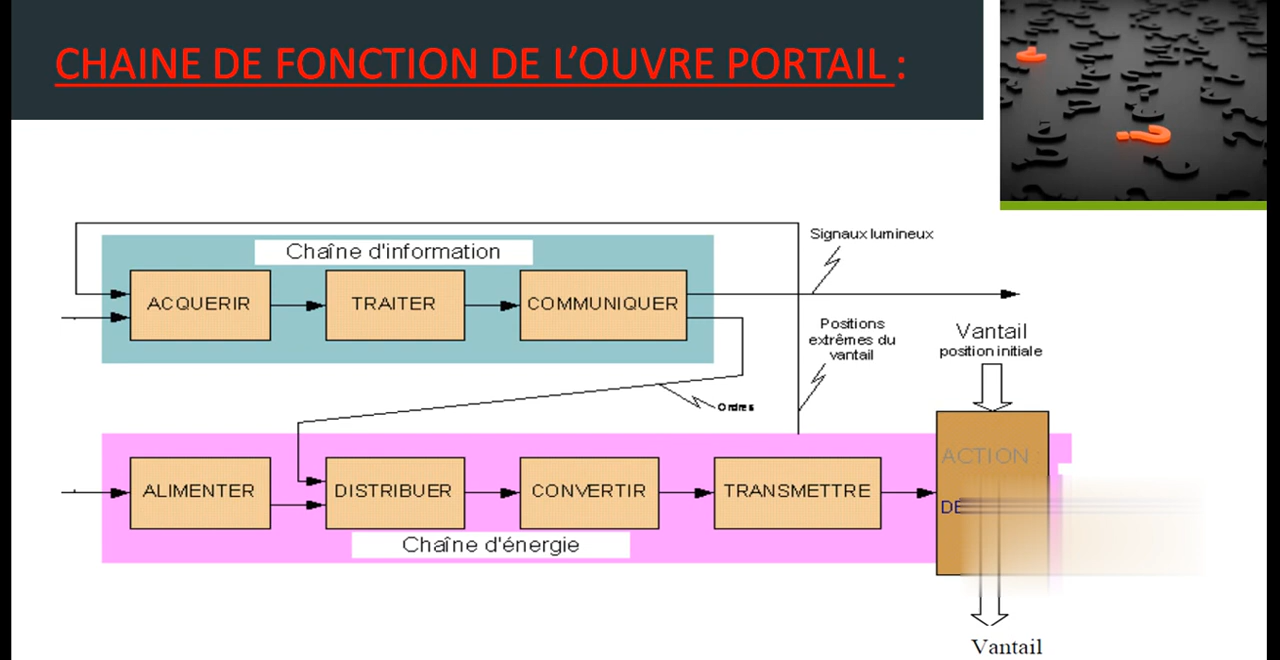 CHAINE DE FONCTION DE L’OUVRE PORTAIL :
Signaux lumineux
Chaîne d'information
ACQUERIR
TRAITER
COMMUNIQUER
Positions
extrêmes du
vantail
Vantail
position initiale
Ordres
ACTION :
ALIMENTER
DISTRIBUER
CONVERTIR
TRANSMETTRE
DÉ
Chaîne d'énergie
Vantail